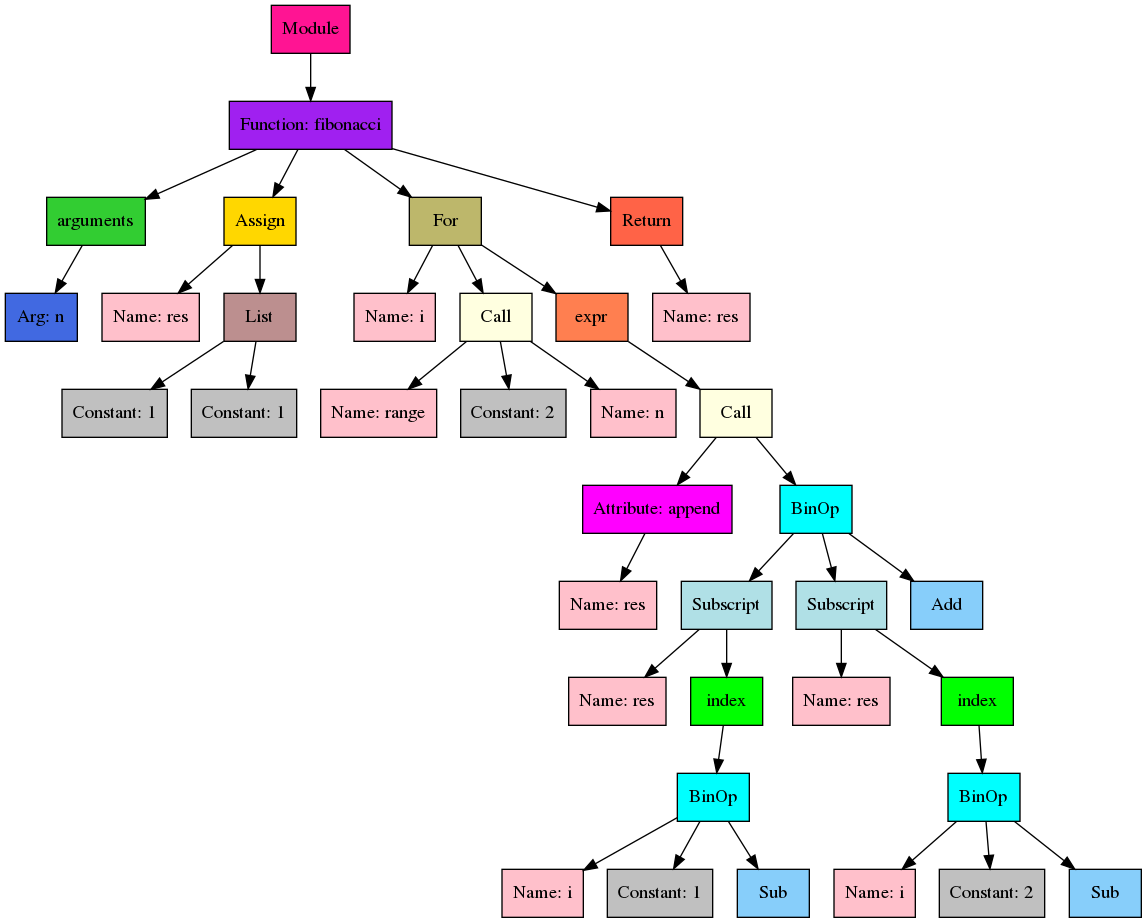 Module
Function: fibonacci
arguments
Assign
For
Return
Arg: n
Name: res
List
Name: i
Call
expr
Name: res
Constant: 1
Constant: 1
Name: range
Constant: 2
Name: n
Call
Attribute: append
BinOp
Name: res
Subscript
Subscript
Add
Name: res
index
Name: res
index
BinOp
BinOp
Name: i
Constant: 1
Sub
Name: i
Constant: 2
Sub